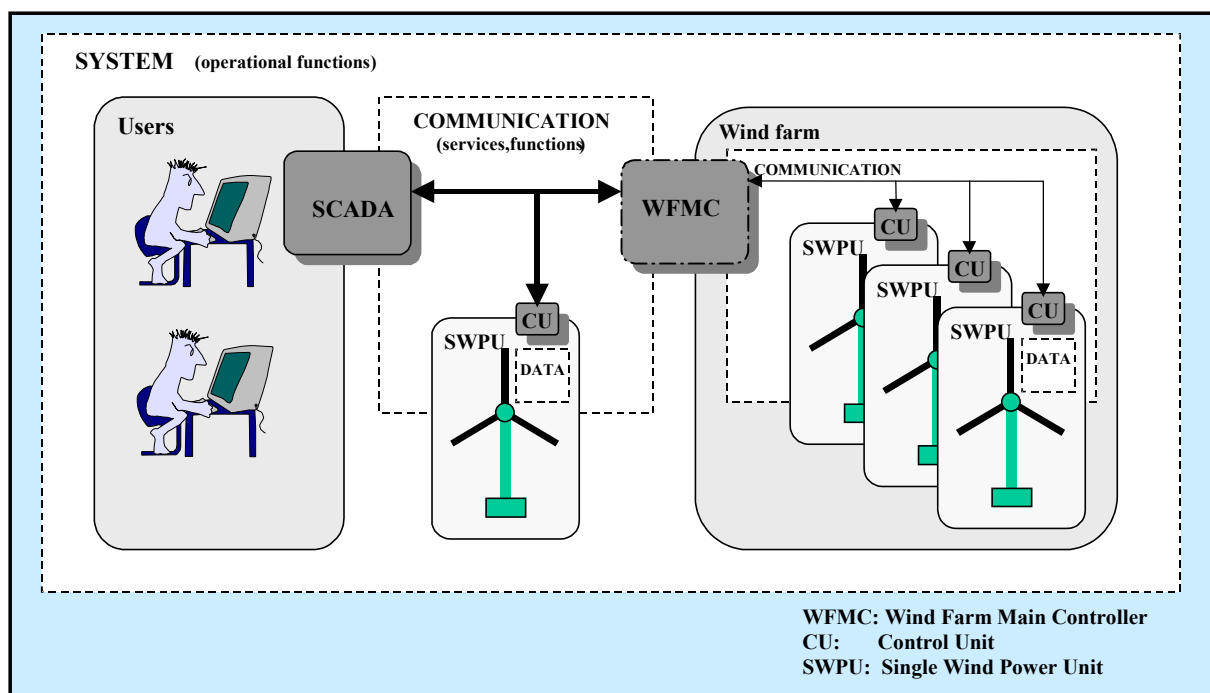 SYSTEM (operational functions)
Users
COMMUNICATION
(services,functions)
Wind farm
COMMUNICATION
SCADA
WFMC
CU
SWPU
CU
SWPU
CU
SWPU
DATA
CU
SWPU
DATA
WFMC: Wind Farm Main Controller
CU: Control Unit
SWPU: Single Wind Power Unit